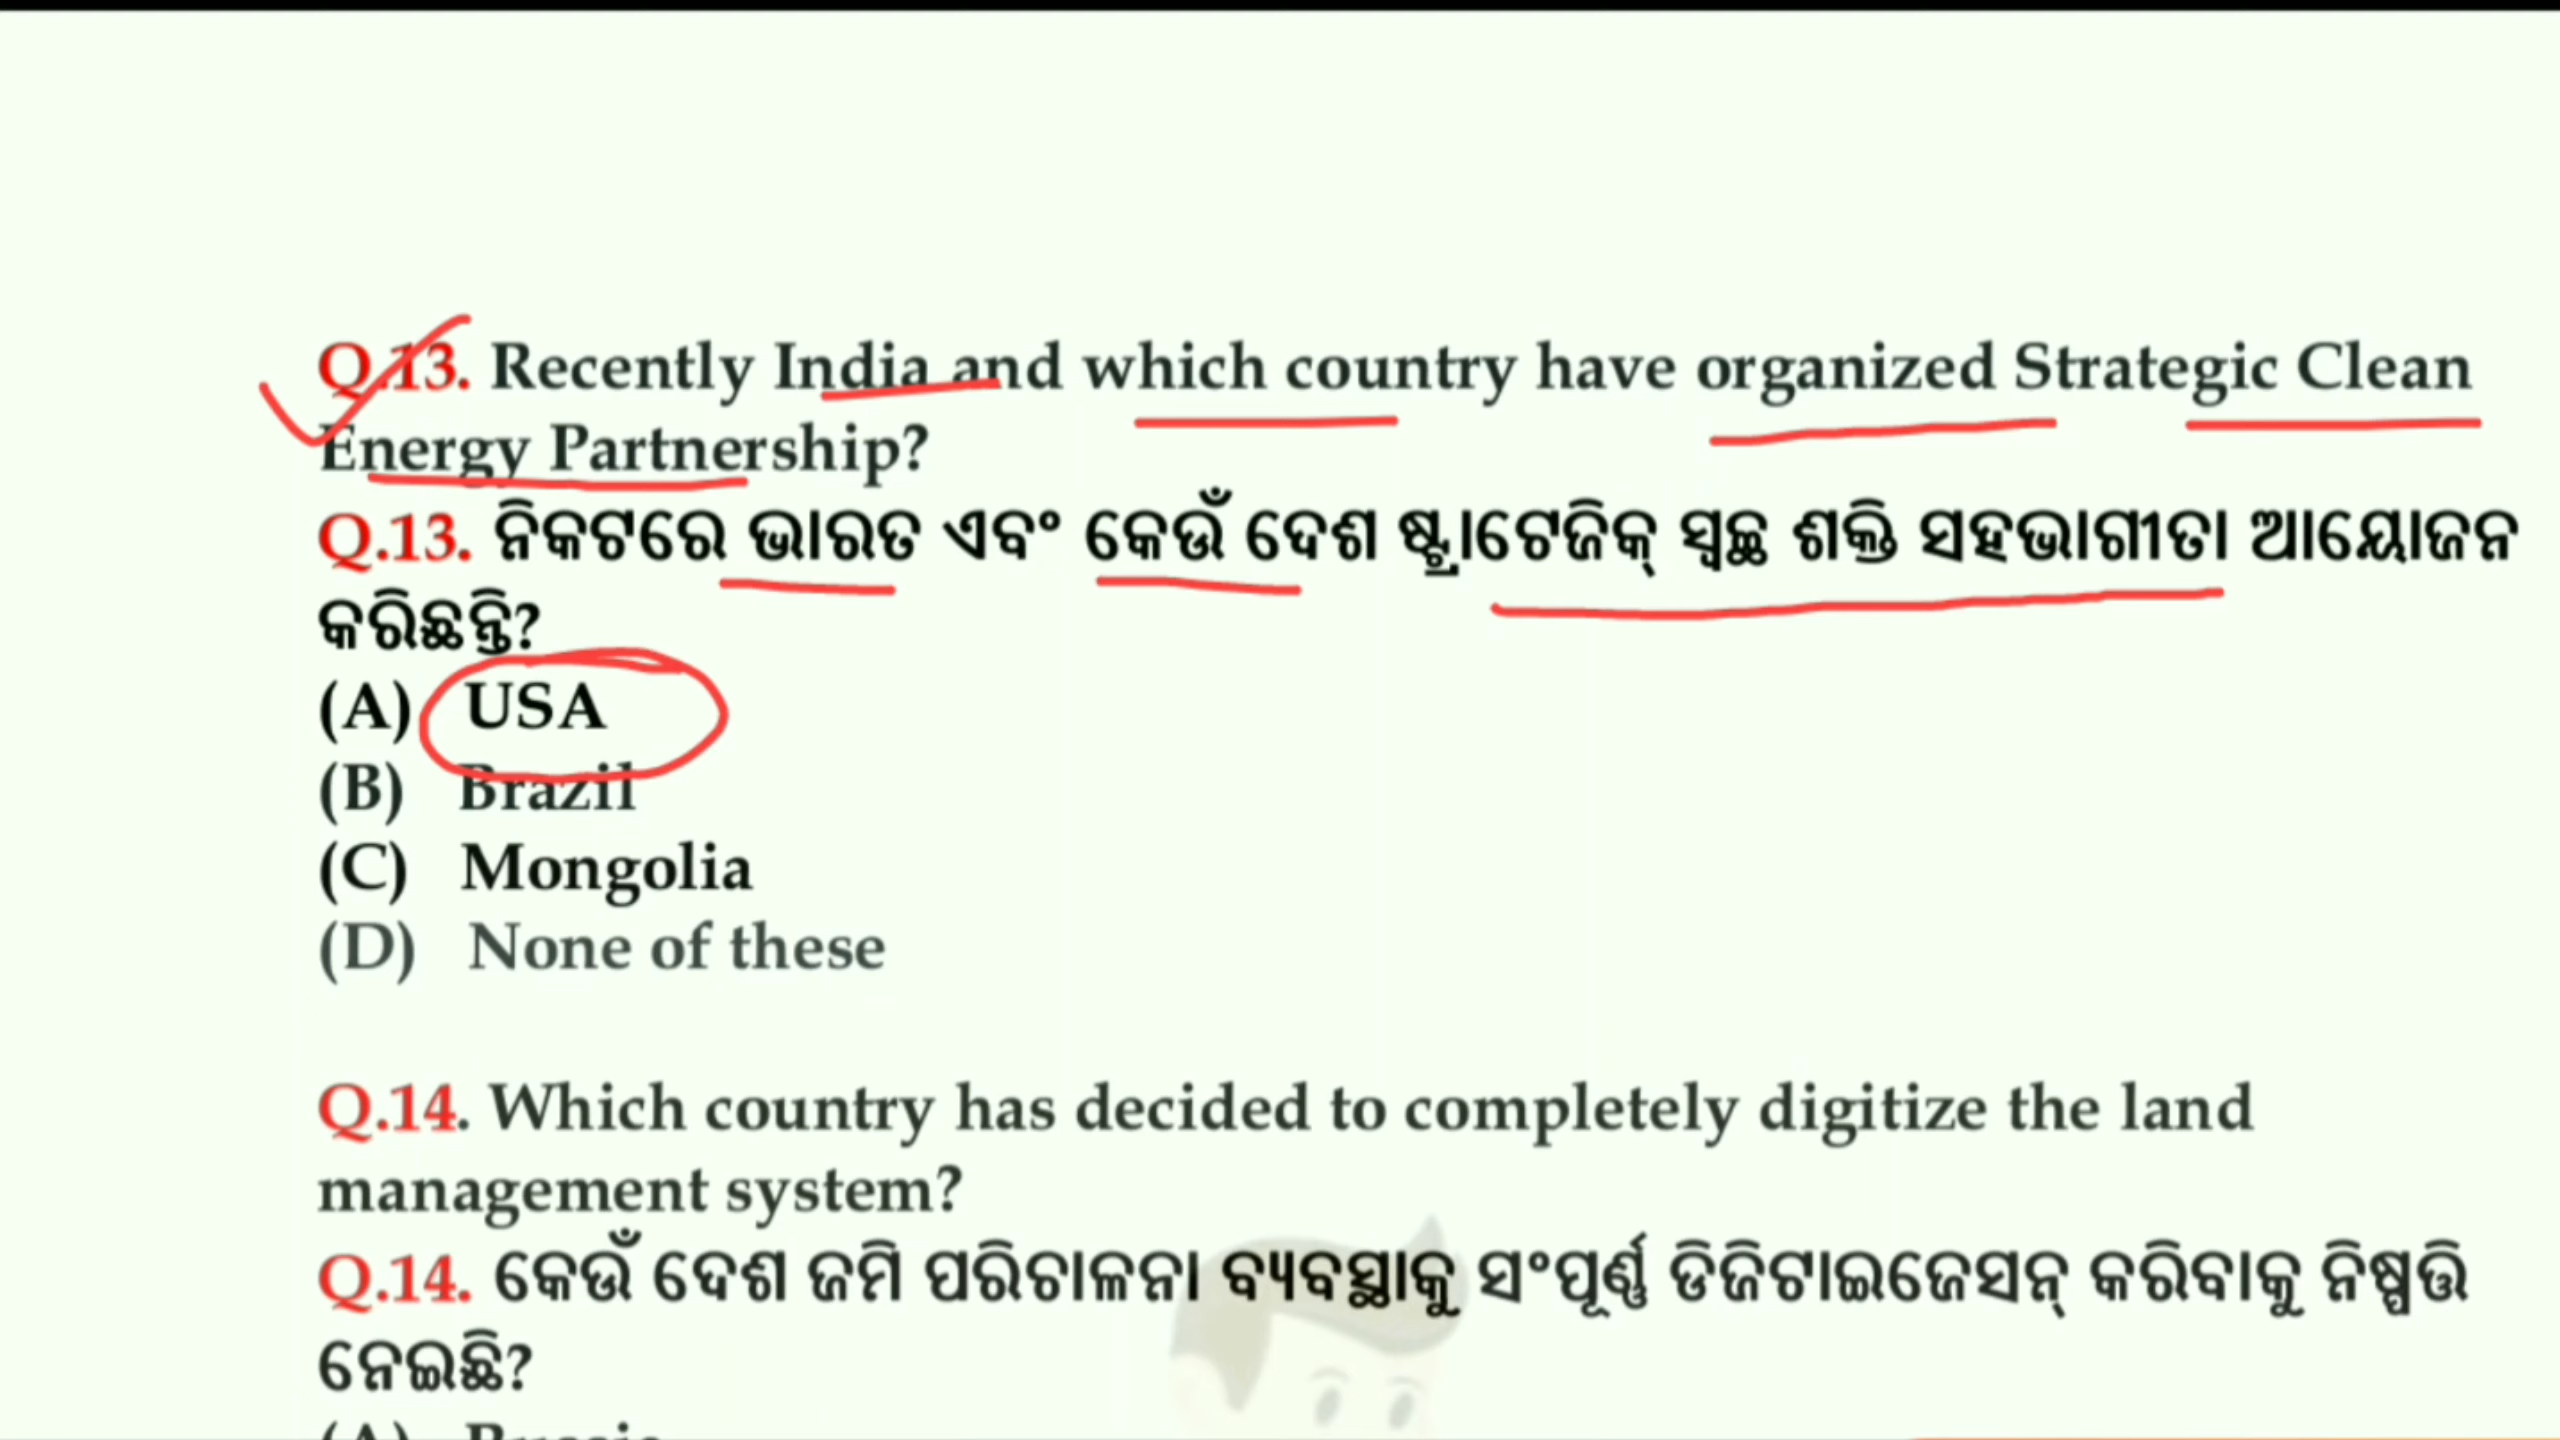 Q.13. Recently India and which country have organized Strategic Clean
Energy Partnership?
Q.13. ନିକଟରେ ଭାରତ ଏବଂ କେଉଁ ଦେଶ ଷ୍ଟ୍ରାଟେଜିକ୍ ସ୍ୱଚ୍ଛ ଶକ୍ତି ସହଭାଗୀତା ଆୟୋଜନ
କରିଛନ୍ତି?
(A) USA
(B) Brazil
(C) Mongolia
(D) None of these
Q.14. Which country has decided to completely digitize the land
management system?
Q.14. କେଉଁ ଦେଶ ଜମି ପରିଚାଳନା ବ୍ୟବସ୍ଥାକୁ ସଂପୂର୍ଣ୍ଣ ଡିଜିଟାଇଜେସନ୍ କରିବାକୁ ନିଷ୍ପତ୍ତି
ନେଇଛି?
(A) Russia